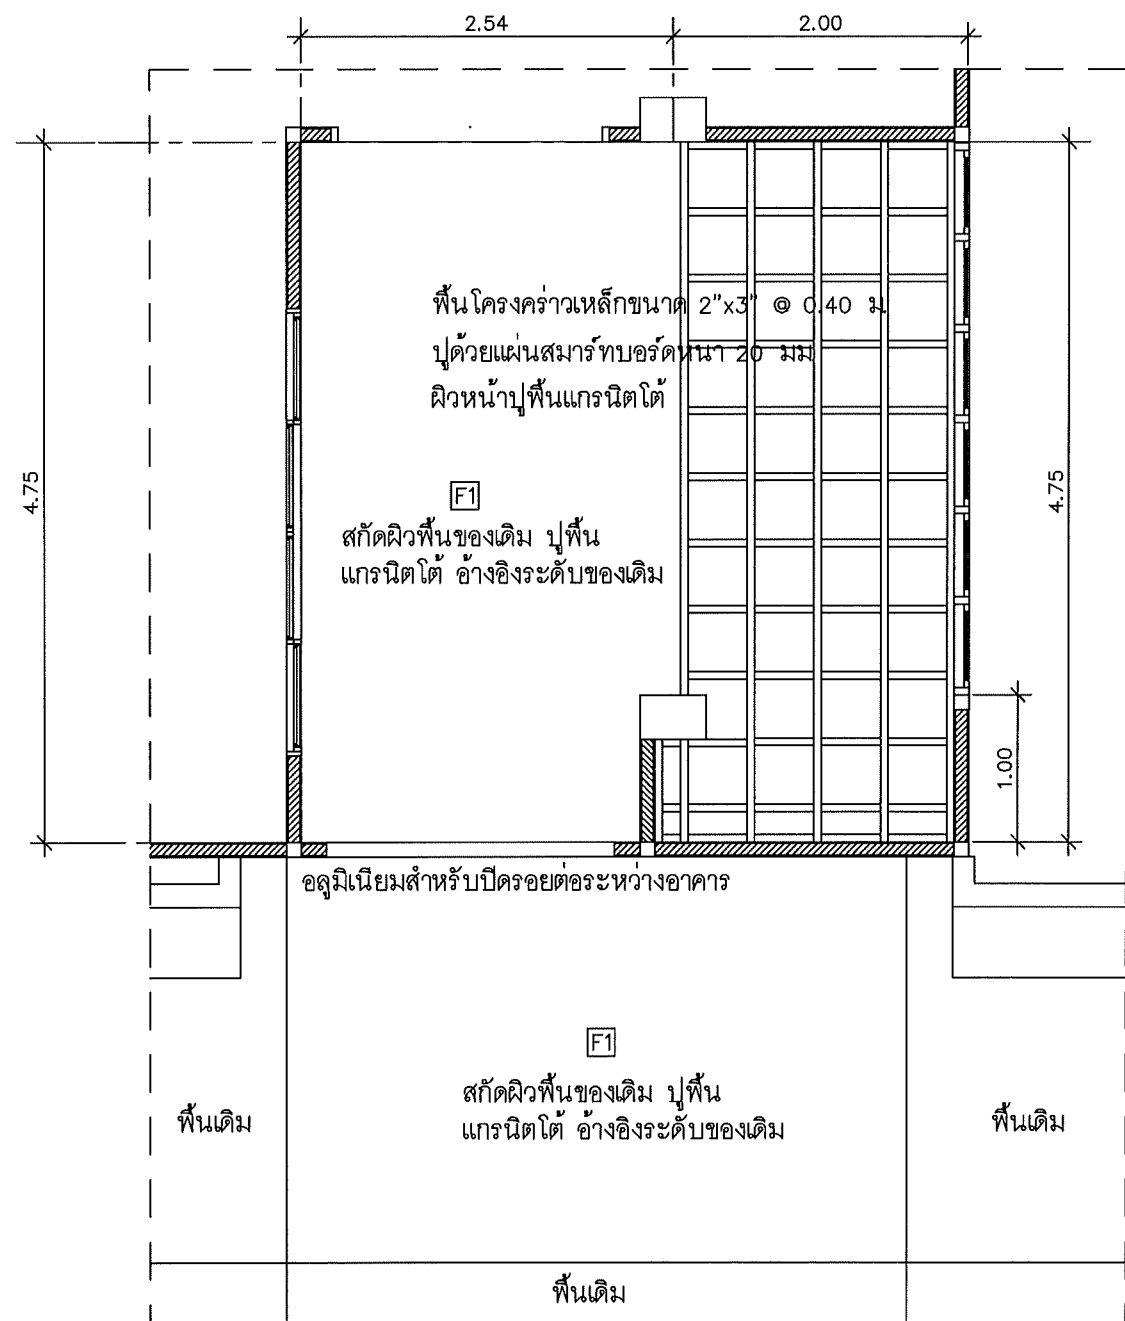 2.54
2.00
พื้นโครงคร่าวเหล็กขนาด 2"x3" @ 0.40 ม
ปูด้วยแผ่นสมาร์ทบอร์ดหนา 20 มม
ผิวหน้าปูพื้นแกรนิตโต้
4.75
4.75
F1
สกัดผิวพื้นของเดิม ปูพื้น
แกรนิตโต้ อ้างอิงระดับของเดิม
1.00
อลูมิเนียมสำหรับปิดรอยต่อระหว่างอาคาร
F1
สกัดผิวพื้นของเดิม ปูพื้น
แกรนิตโต้ อ้างอิงระดับของเดิม
พื้นเดิม
พื้นเดิม
พื้นเดิม